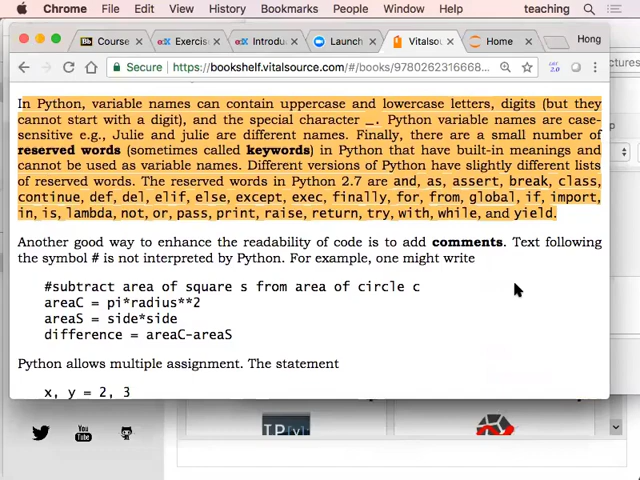 Chrome File Edit View History Bookmarks People Window Help teaching
Course
Exercis
Introdu
Launch
Vitalsou
Home
Hong
Secure https://bookshelf.vitalsource.com/#/books/9780262316668...
2.0
In Python, variable names can contain uppercase and lowercase letters, digits (but they
cannot start with a digit), and the special character _. Python variable names are case-
sensitive e.g., Julie and julie are different names. Finally, there are a small number of
reserved words (sometimes called keywords) in Python that have built-in meanings and
cannot be used as variable names. Different versions of Python have slightly different lists
of reserved words. The reserved words in Python 2.7 are and, as, assert, break, class,
continue, def, del, elif, else, except, exec, finally, for, from, global, if, import,
in, is, lambda, not, or, pass, print, raise, return, try, with, while, and yield.
Another good way to enhance the readability of code is to add comments. Text following
the symbol # is not interpreted by Python. For example, one might write
#subtract area of square s from area of circle c
areaC = pi*radius**2
areaS = side*side
difference = areaC-areaS
Python allows multiple assignment. The statement
x, y = 2, 3
ctures
You
Tube
IP[y]: